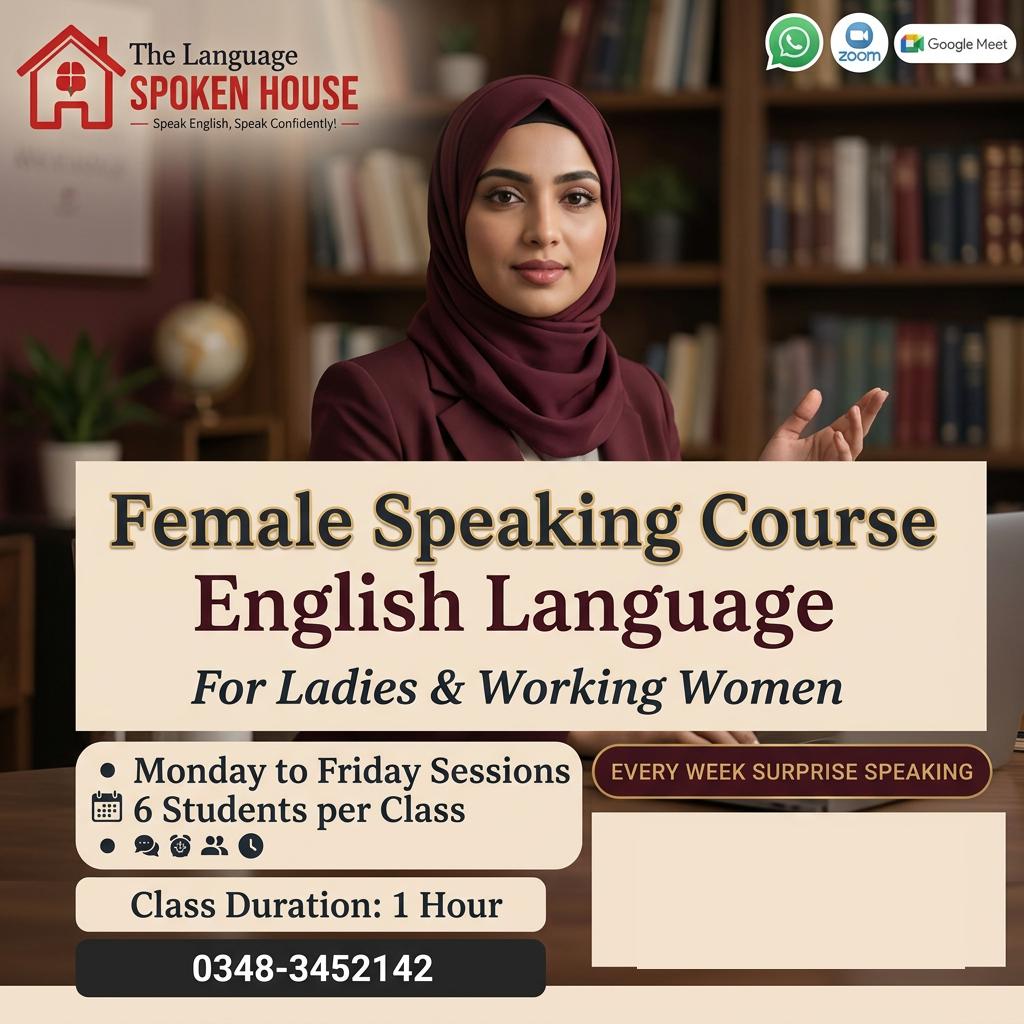 The Language
SPOKEN HOUSE
Speak English, Speak Confidently!
zoom
Google Meet
Female Speaking Course
English Language
For Ladies & Working Women
Monday to Friday Sessions
6 Students per Class
EVERY WEEK SURPRISE SPEAKING
Class Duration: 1 Hour
0348-3452142